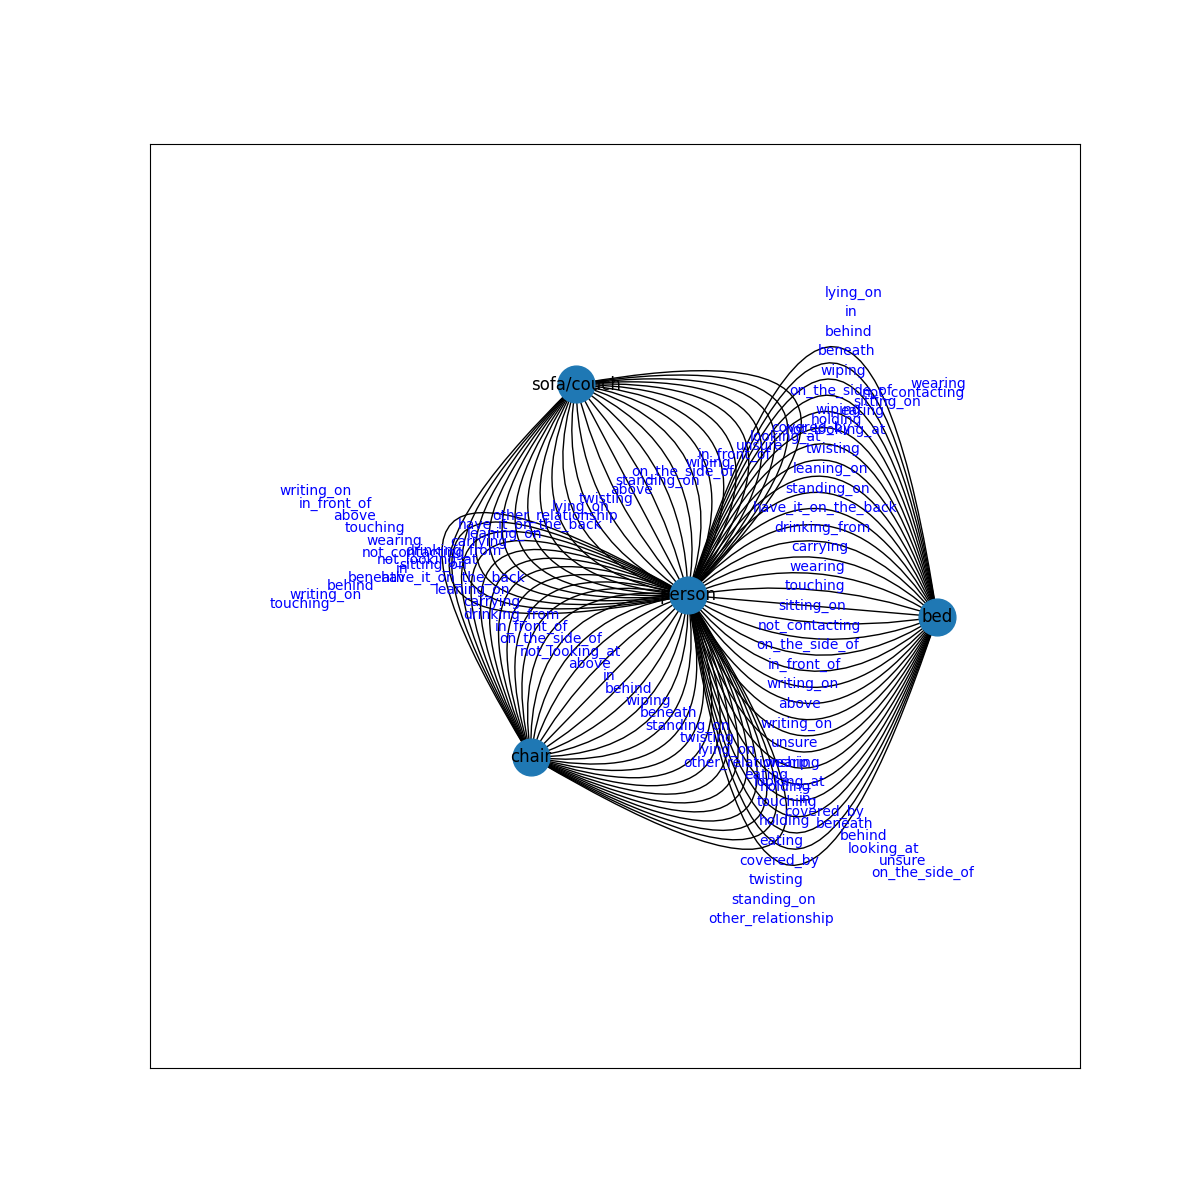 lying_on
in
behind
beneath
wiping
sofa/couch
wearing
on_the_side_of
not_contacting
sitting_on
wiping
eating
holding
covered_by
not_looking_at
looking_at
unsure
twisting
in_front_of
wiping
leaning_on
on_the_side_of
standing_on
standing_on
above
writing_on
twisting
in_front_of
lying_on
have_it_on_the_back
above
other_relationship
touching
have_it_on_the_back
drinking_from
leaning_on
wearing
carrying
carrying
not_contacting
drinking_from
not_looking_at
sitting_on
wearing
in
beneath
have_it_on_the_back
behind
leaning_on
touching
writing_on
person
touching
carrying
sitting_on
drinking_from
bed
in_front_of
not_contacting
on_the_side_of
on_the_side_of
not_looking_at
above
in_front_of
in
writing_on
behind
wiping
above
beneath
writing_on
standing_on
twisting
unsure
lying_on
chair
other_relationship
wearing
eating
looking_at
holding
in
touching
covered_by
holding
beneath
behind
eating
looking_at
covered_by
unsure
on_the_side_of
twisting
standing_on
other_relationship